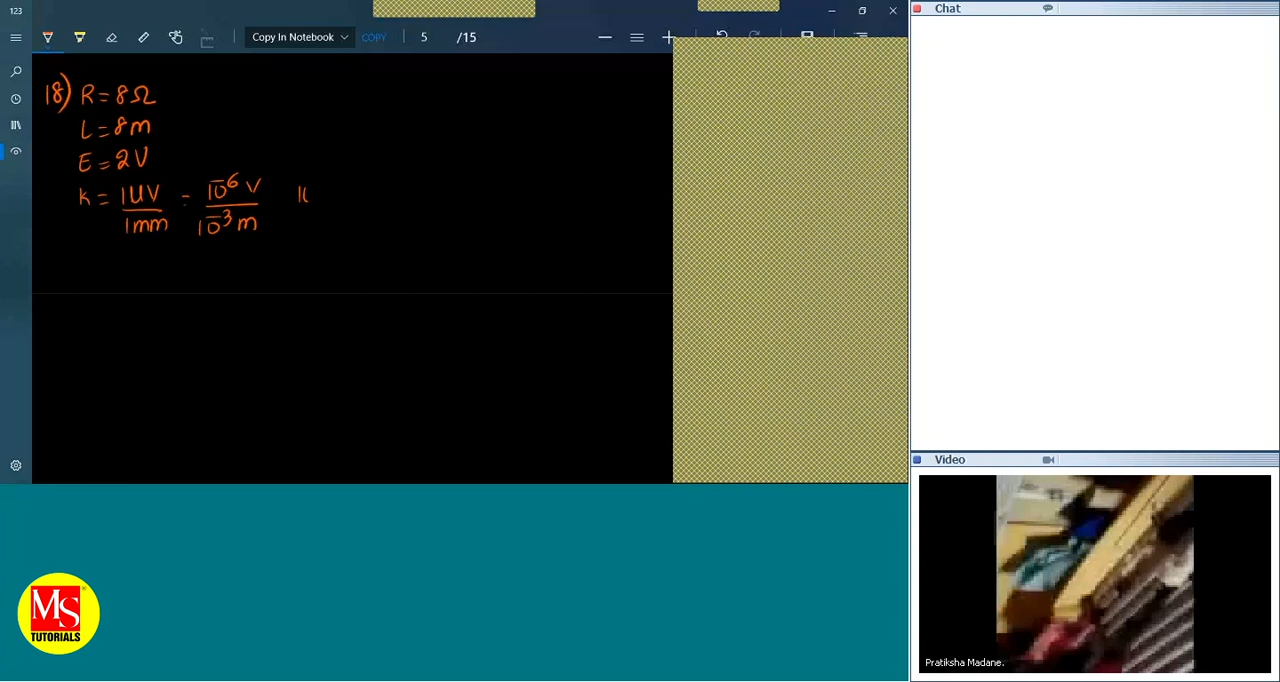 123
Chat
Copy In Notebook COPY 5 /15
18) R = 8Ω
L = 8m
E = 2V
K = 1μV / 1mm = 10⁻⁶ V / 10⁻³ m 10
Video
MS
TUTORIALS
Pratiksha Madane.